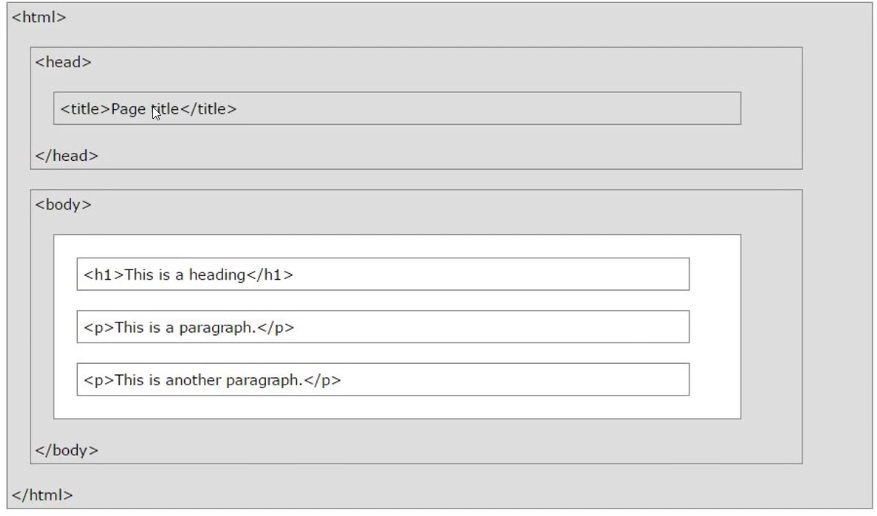 <html>
<head>
<title>Page title</title>
</head>
<body>
<h1>This is a heading</h1>
<p>This is a paragraph.</p>
<p>This is another paragraph.</p>
</body>
</html>